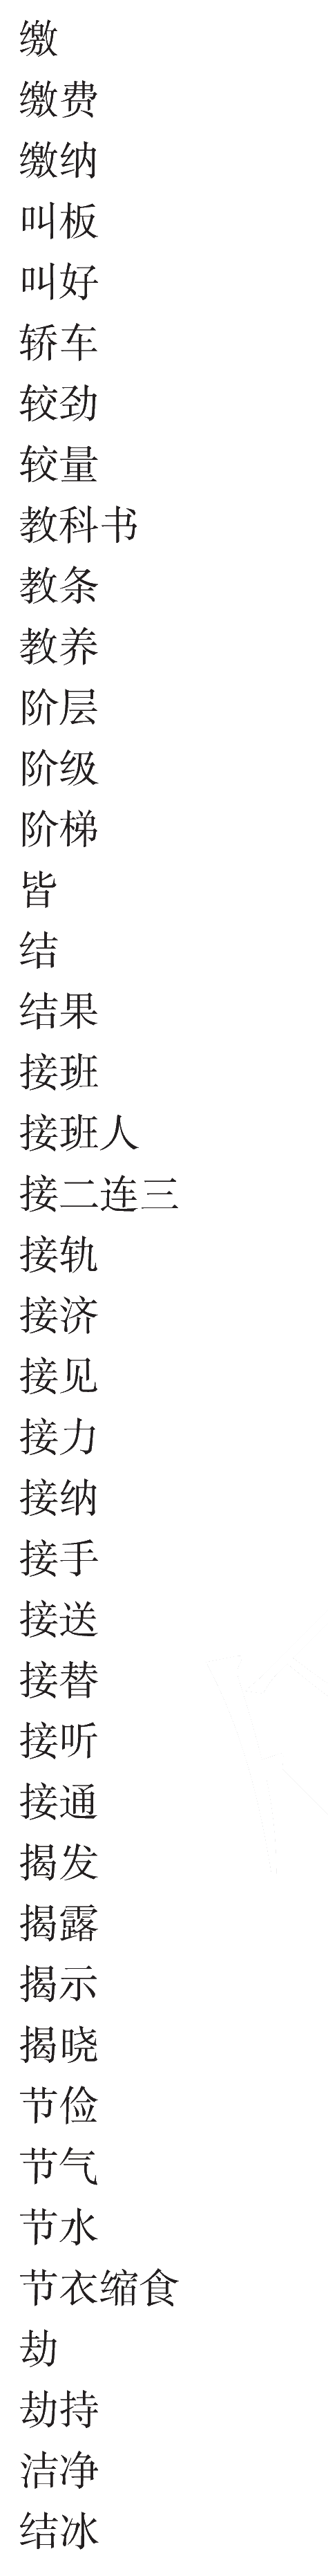 缴
缴费
缴纳
叫板
叫好
轿车
较劲
较量
教科书
教条
教养
阶层
阶级
阶梯
皆
结
结果
接班
接班人
接二连三
接轨
接济
接见
接力
接纳
接手
接送
接替
接听
接通
揭发
揭露
揭示
揭晓
节俭
节气
节水
节衣缩食
劫
劫持
洁净
结冰